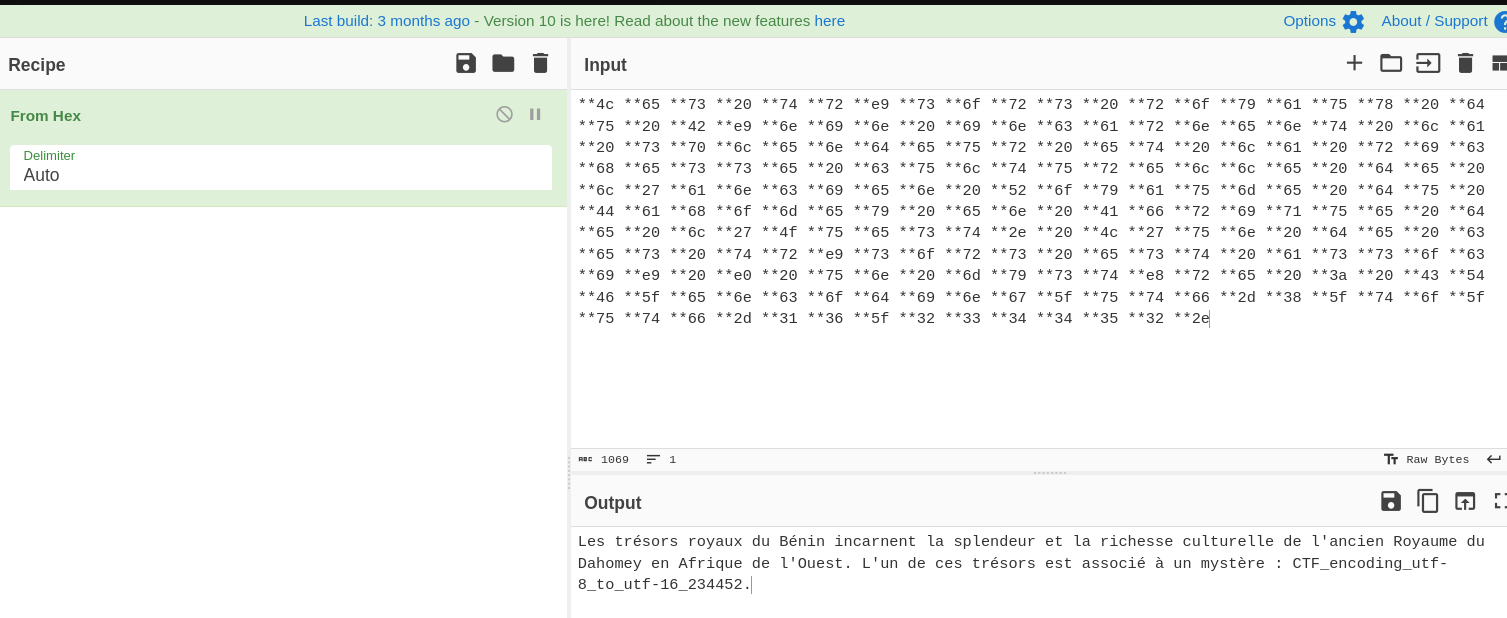 Last build: 3 months ago - Version 10 is here! Read about the new features here
Options About / Support
Recipe
From Hex
Delimiter
Auto
Input
**4c **65 **73 **20 **74 **72 **e9 **73 **6f **72 **73 **20 **72 **6f **79 **61 **75 **78 **20 **64
**75 **20 **42 **e9 **6e **69 **6e **20 **69 **6e **63 **61 **72 **6e **65 **6e **74 **20 **6c **61
**20 **73 **70 **6c **65 **6e **64 **65 **75 **72 **20 **65 **74 **20 **6c **61 **20 **72 **69 **63
**68 **65 **73 **73 **65 **20 **63 **75 **6c **74 **75 **72 **65 **6c **6c **65 **20 **64 **65 **20
**6c **27 **61 **6e **63 **69 **65 **6e **20 **52 **6f **79 **61 **75 **6d **65 **20 **64 **75 **20
**44 **61 **68 **6f **6d **65 **79 **20 **65 **6e **20 **41 **66 **72 **69 **71 **75 **65 **20 **64
**65 **20 **6c **27 **4f **75 **65 **73 **74 **2e **20 **4c **27 **75 **6e **20 **64 **65 **20 **63
**65 **73 **20 **74 **72 **e9 **73 **6f **72 **73 **20 **65 **73 **74 **20 **61 **73 **73 **6f **63
**69 **e9 **20 **e0 **20 **75 **6e **20 **6d **79 **73 **74 **e8 **72 **65 **20 **3a **20 **43 **54
**46 **5f **65 **6e **63 **6f **64 **69 **6e **67 **5f **75 **74 **66 **2d **38 **5f **74 **6f **5f
**75 **74 **66 **2d **31 **36 **5f **32 **33 **34 **34 **35 **32 **2e
ABC 1069 1 Raw Bytes
Output
Les trésors royaux du Bénin incarnent la splendeur et la richesse culturelle de l'ancien Royaume du
Dahomey en Afrique de l'Ouest. L'un de ces trésors est associé à un mystère : CTF_encoding_utf-
8_to_utf-16_234452.